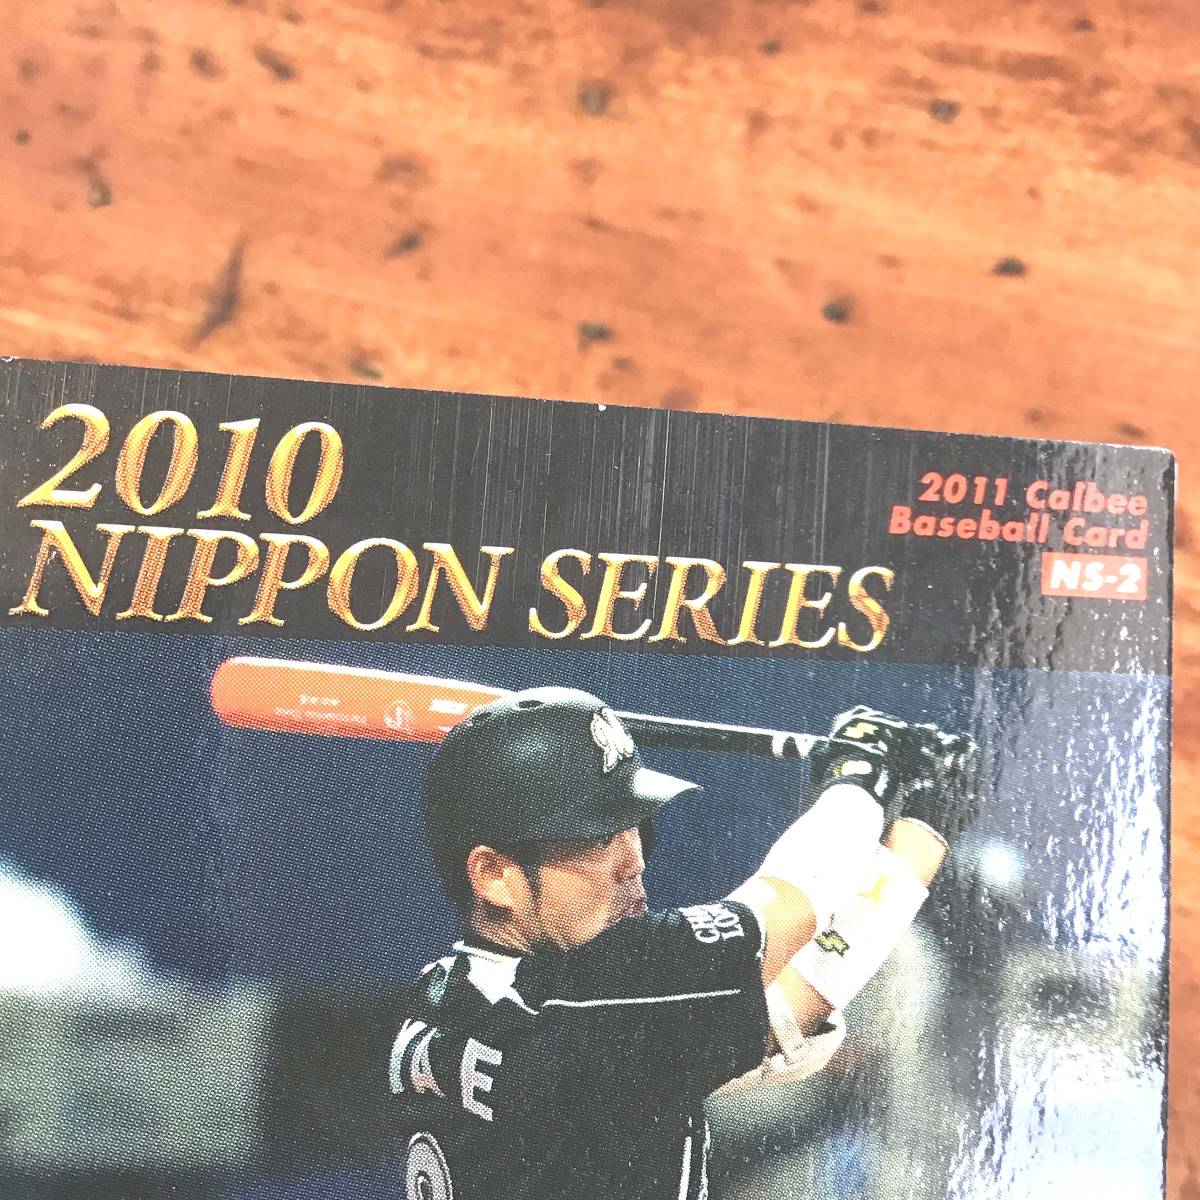 2010
NIPPON SERIES
2011 Calbee
Baseball Card
NS-2